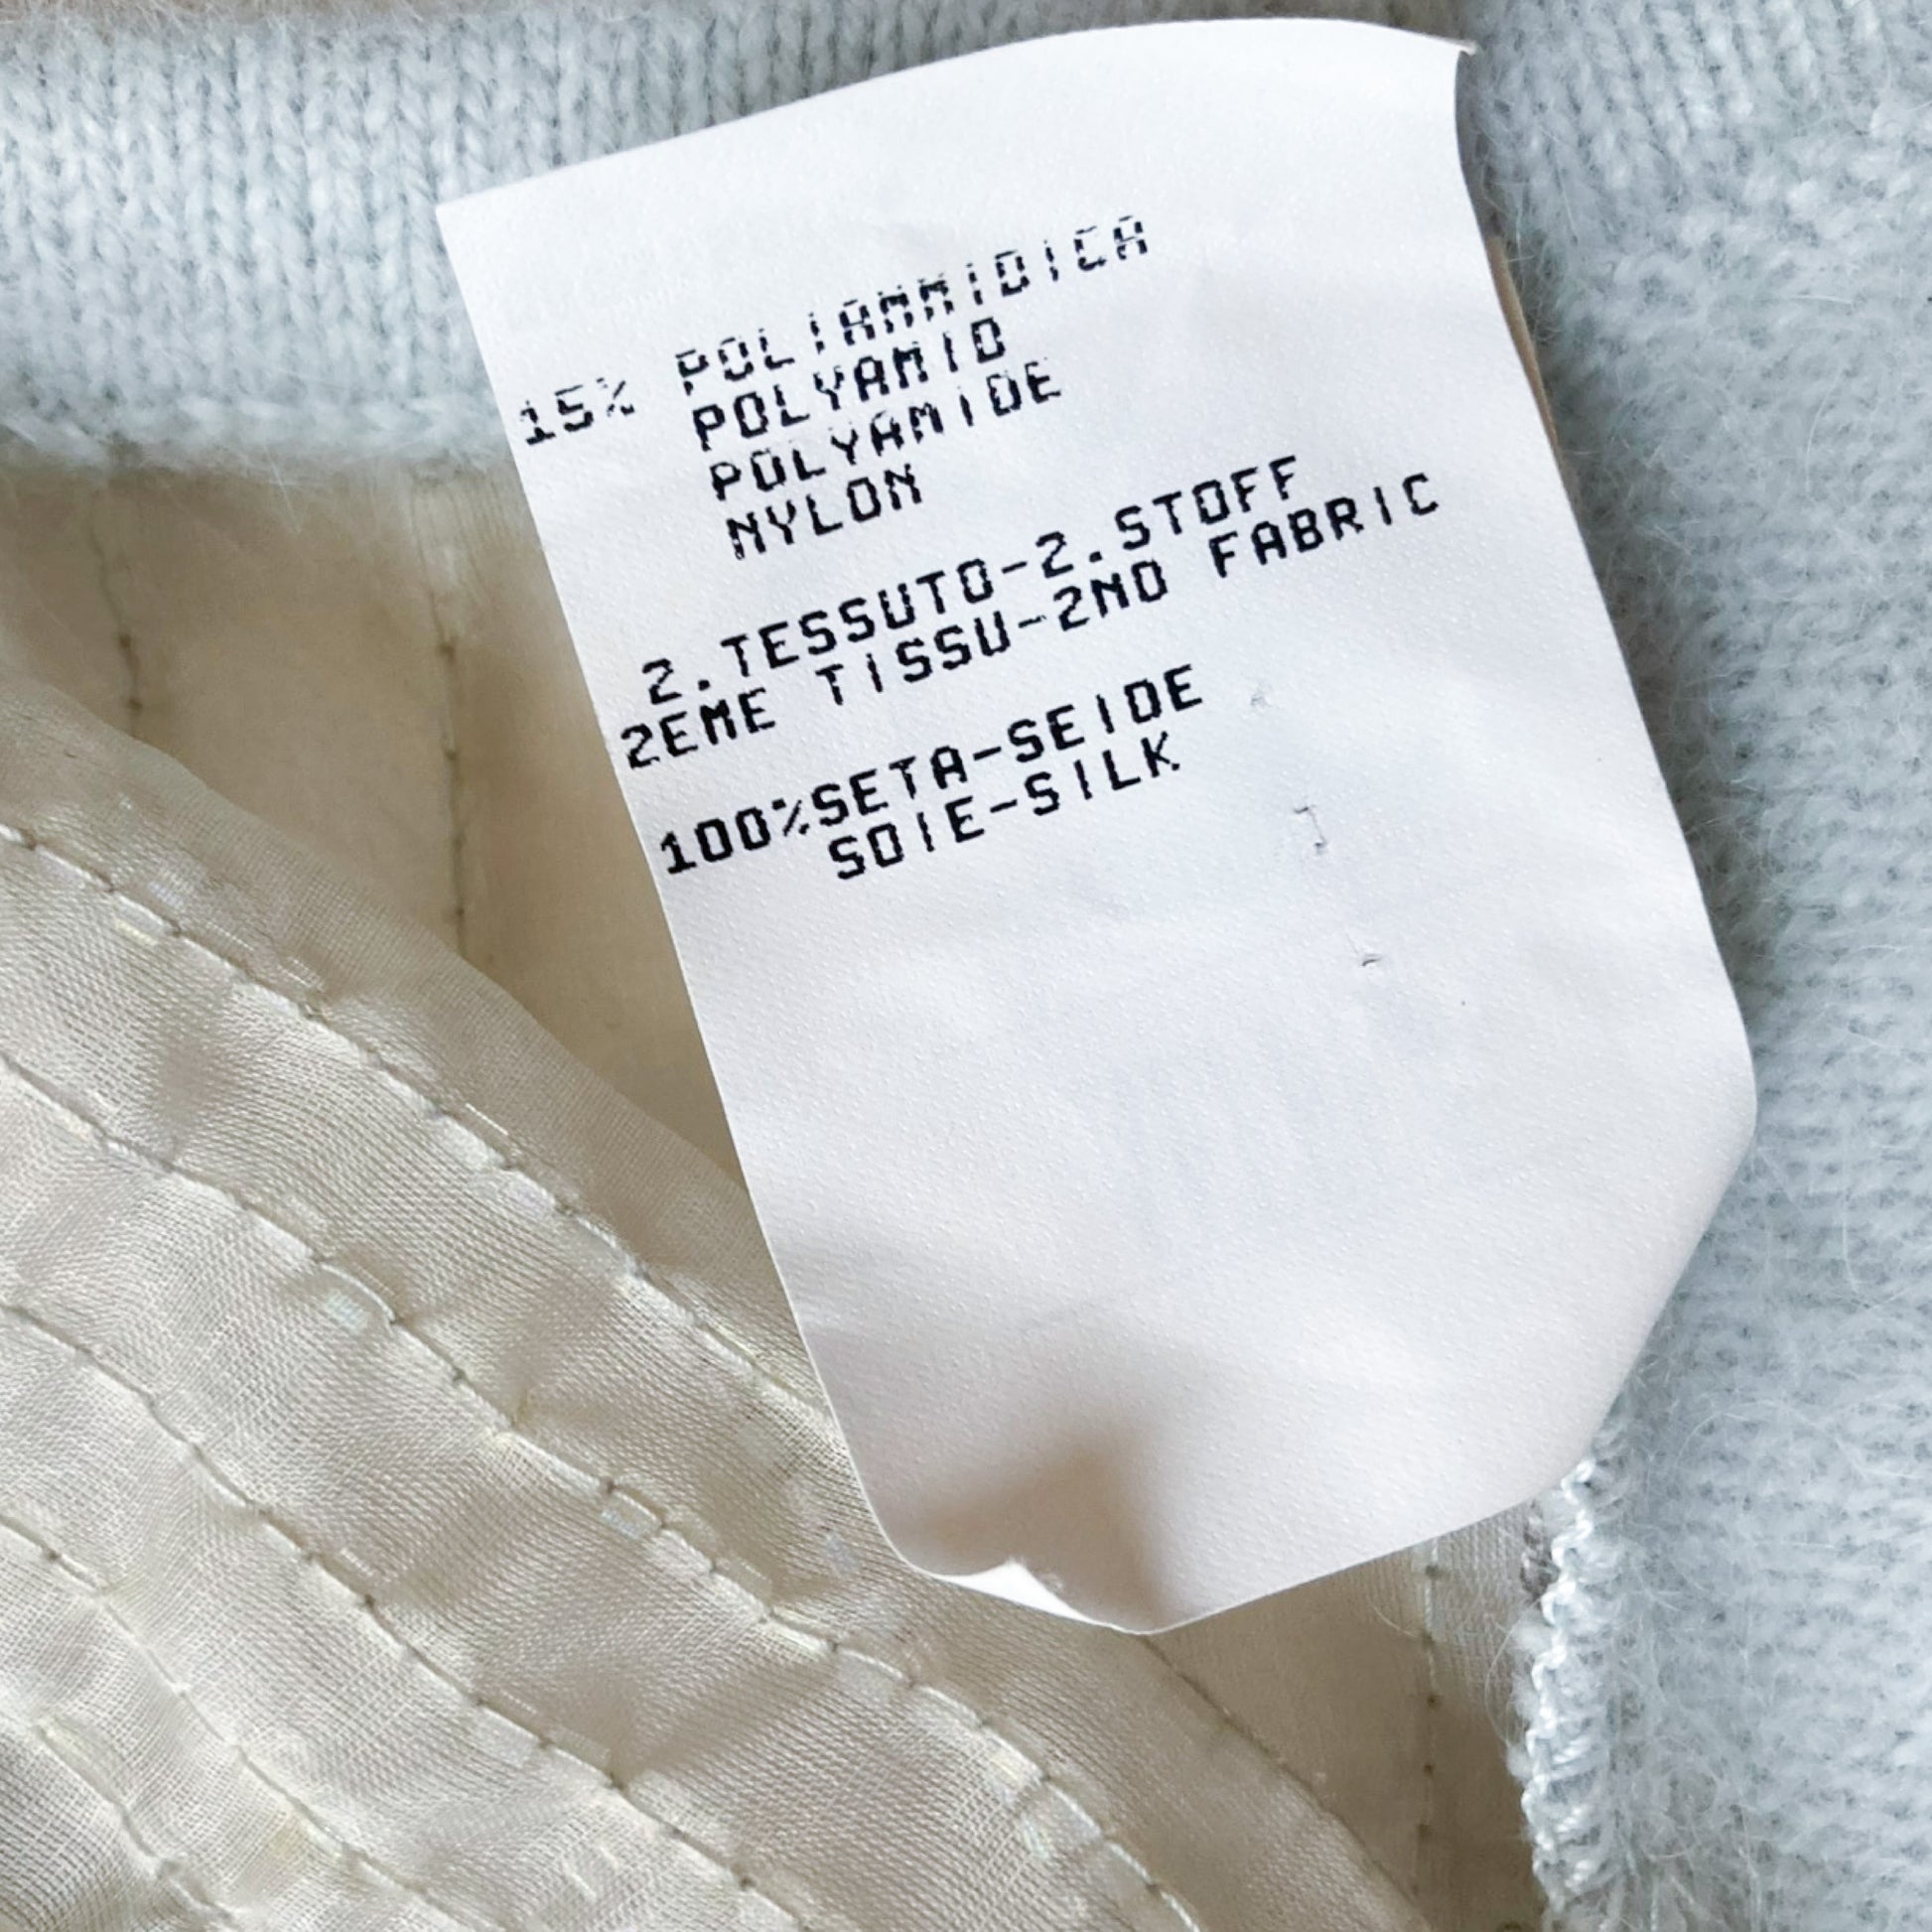 15% POLIAMMIDICA
POLYAMID
POLYAMIDE
NYLON
2.TESSUTO-2.STOFF
2EME TISSU-2ND FABRIC
100%SETA-SEIDE
SOIE-SILK